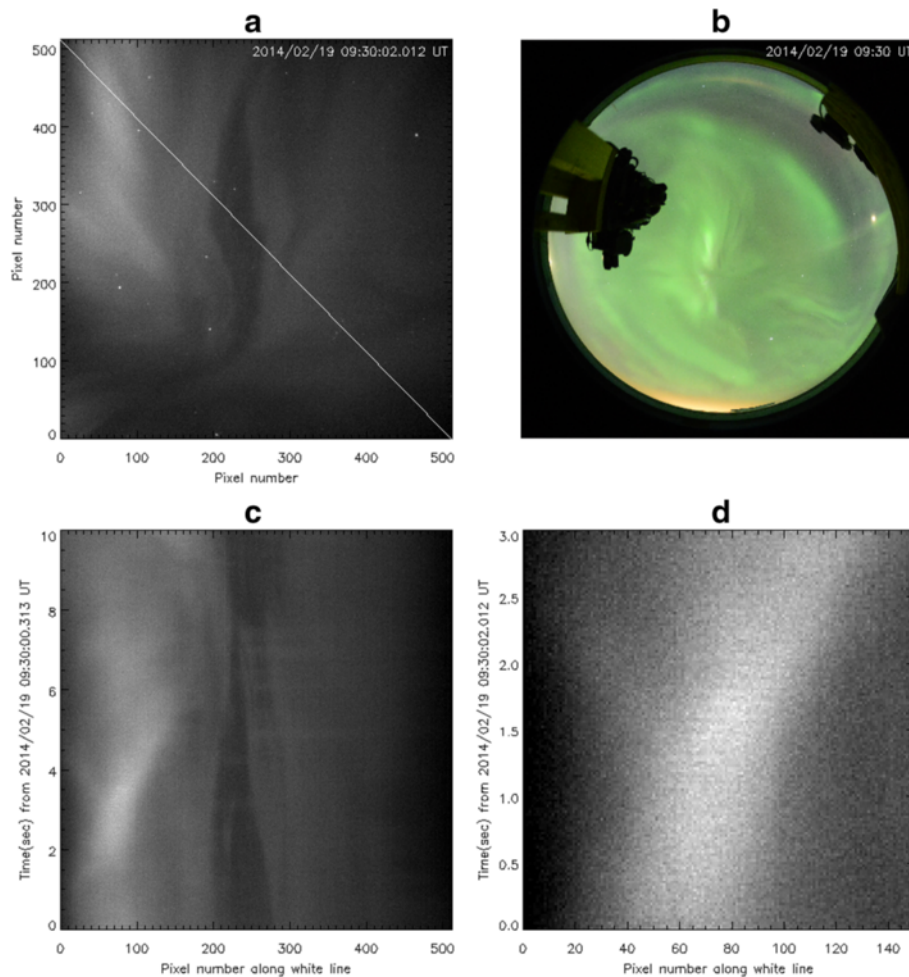 a
2014/02/19 09:30:02.012 UT
500
400
300
200
100
0
Pixel number
0 100 200 300 400 500
Pixel number
b
2014/02/19 09:30 UT
c
10
8
6
4
2
0
Time(sec) from 2014/02/19 09:30:00.313 UT
0 100 200 300 400 500
Pixel number along white line
d
3.0
2.5
2.0
1.5
1.0
0.5
0.0
Time(sec) from 2014/02/19 09:30:02.012 UT
0 20 40 60 80 100 120 140
Pixel number along white line